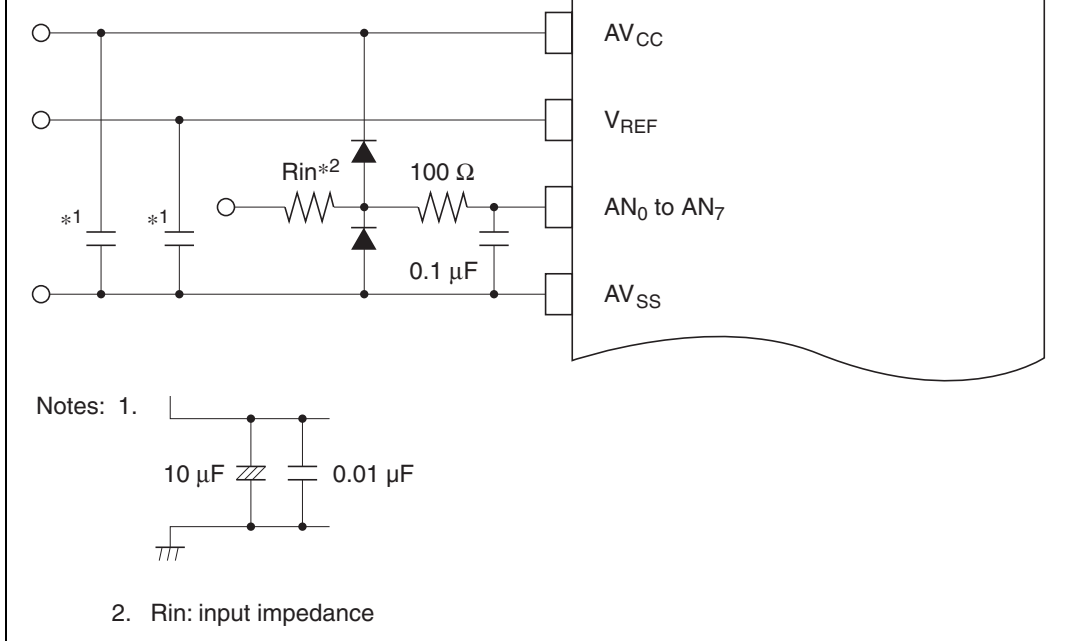 AVCC
VREF
Rin*2
100 Ω
*1
*1
AN0 to AN7
0.1 μF
AVSS
Notes: 1.
10 μF
0.01 μF
2. Rin: input impedance